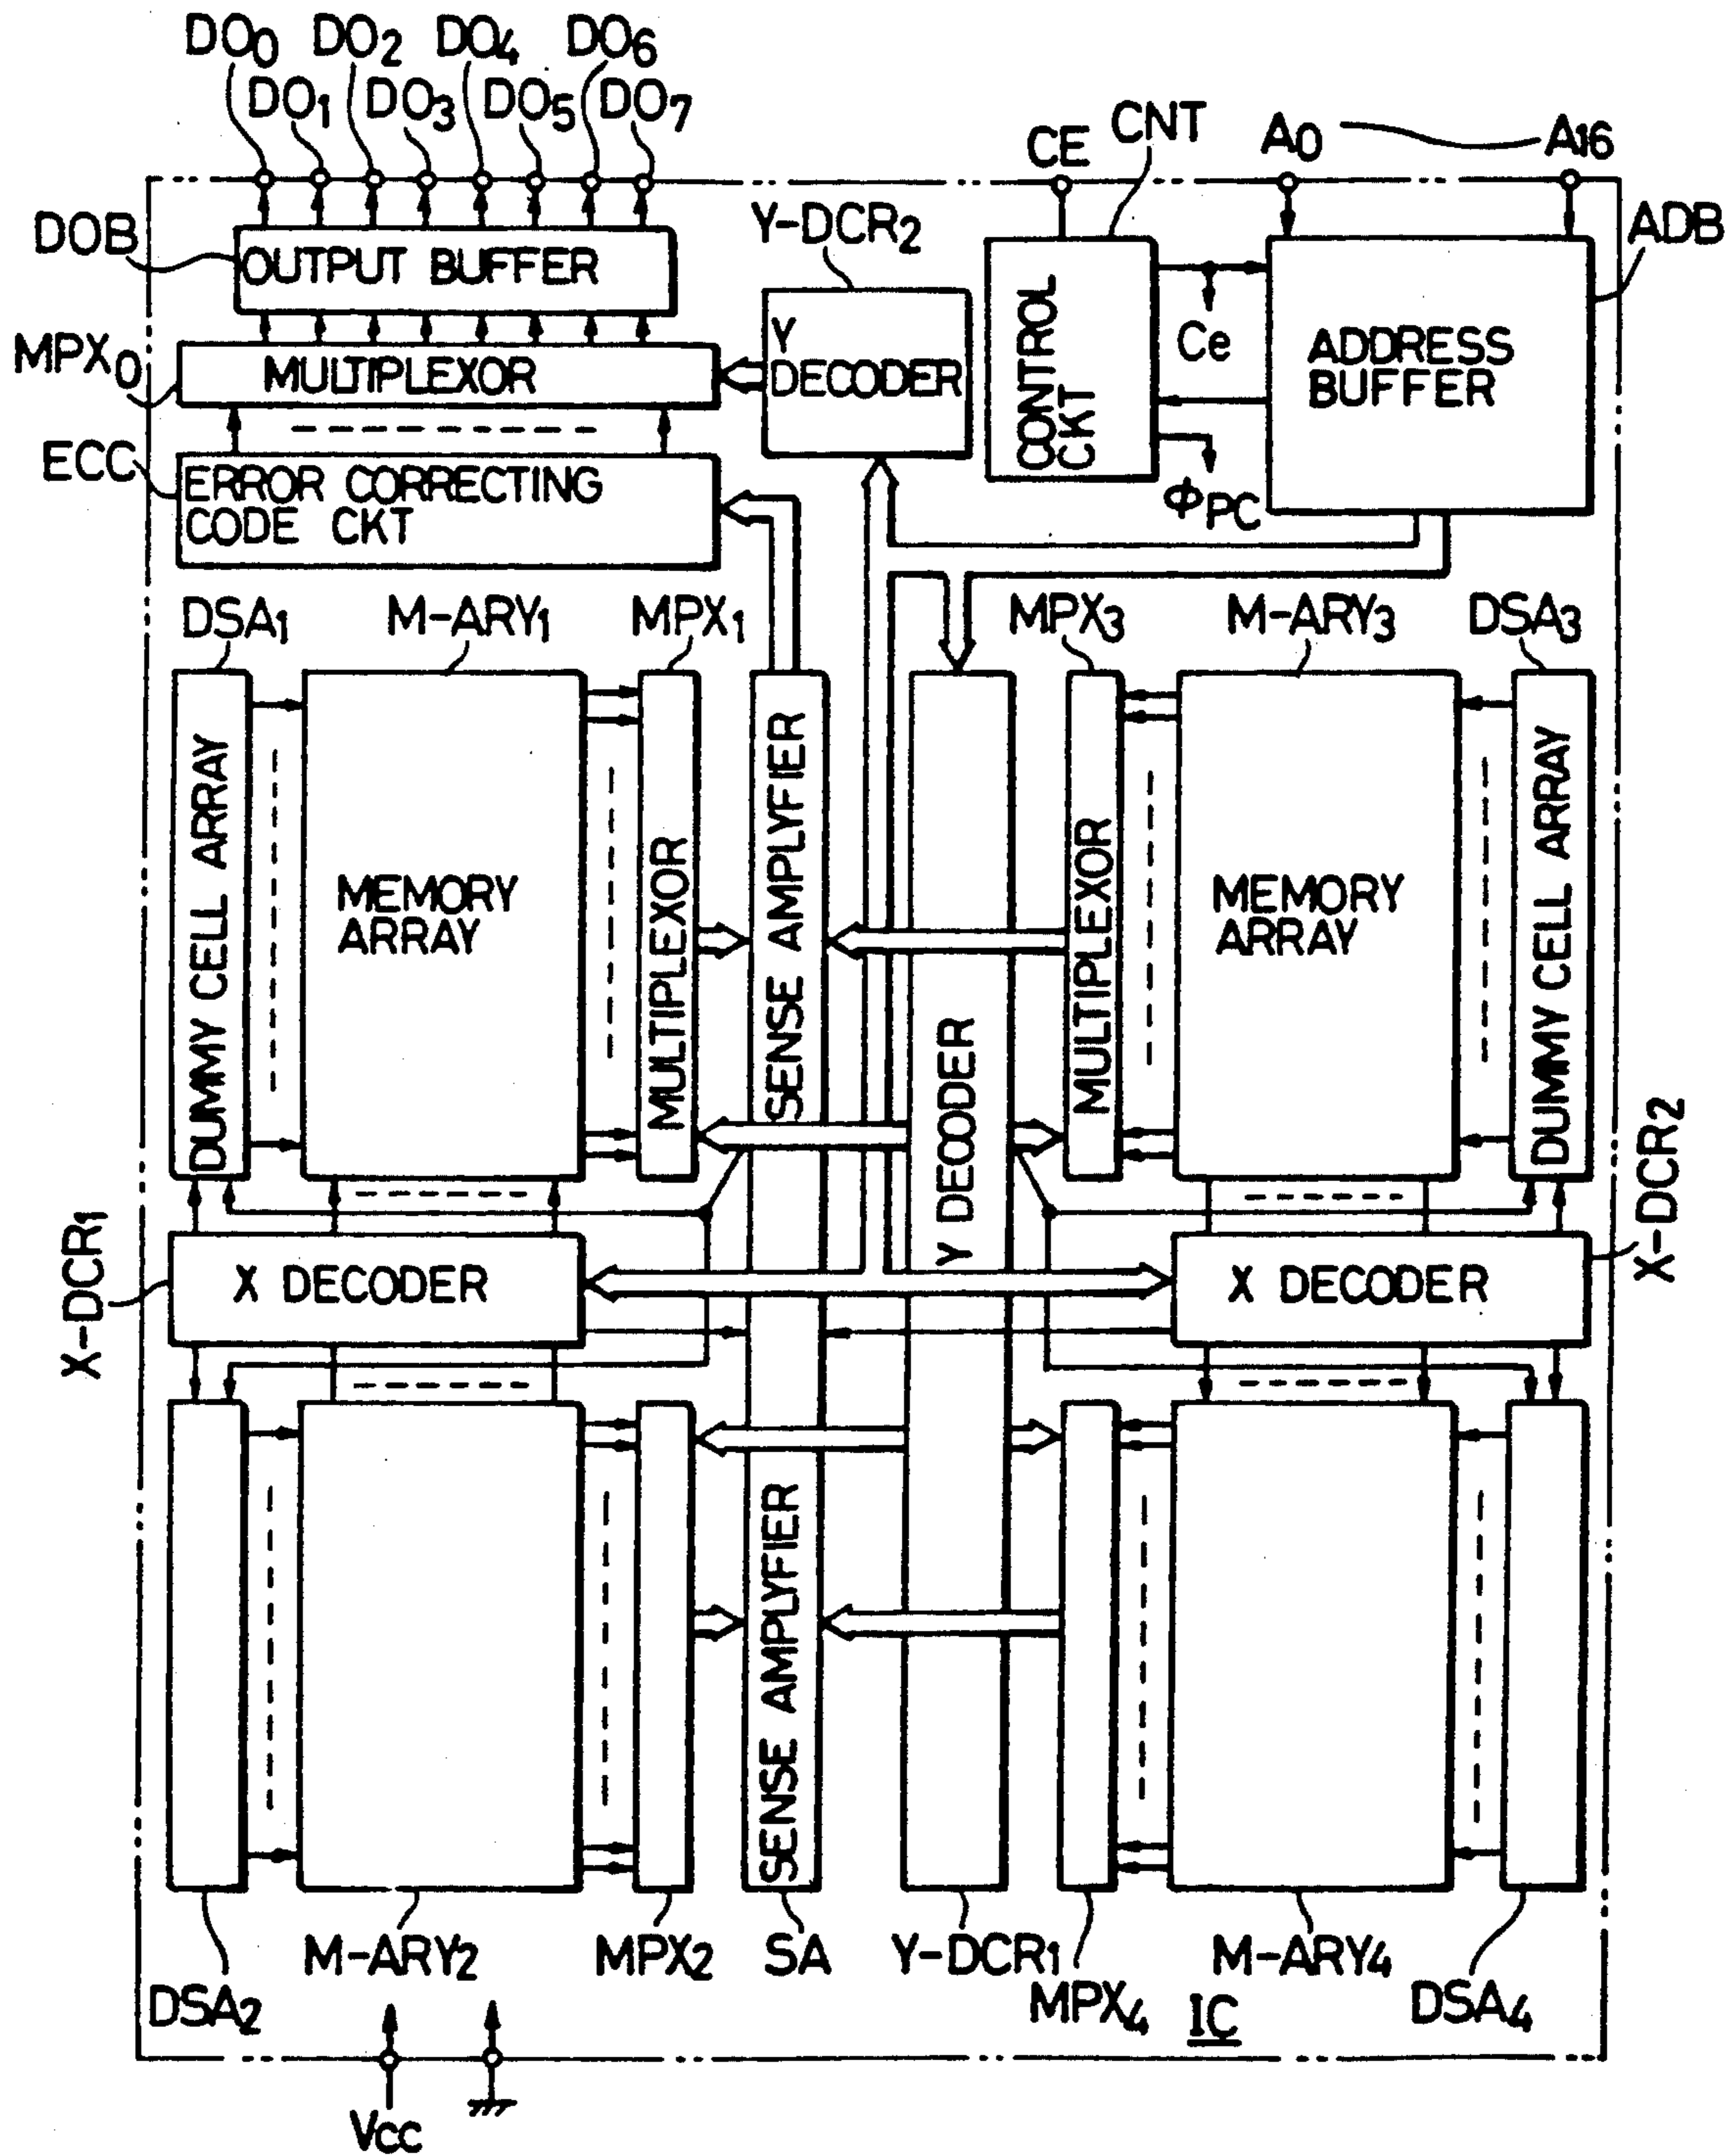 DO0 DO2 DO4 DO6
DO1 DO3 DO5 DO7
CE CNT A0 A16
DOB
OUTPUT BUFFER
Y-DCR2
ADB
MPX0
MULTIPLEXOR
Y
DECODER
CONTROL
CKT
Ce
ADDRESS
BUFFER
ECC
ERROR CORRECTING
CODE CKT
ΦPC
DSA1 M-ARY1 MPX1 MPX3 M-ARY3 DSA3
DUMMY CELL ARRAY
MEMORY
ARRAY
MULTIPLEXOR
SENSE AMPLYFIER
Y DECODER
MULTIPLEXOR
MEMORY
ARRAY
DUMMY CELL ARRAY
X-DCR1
X DECODER
X DECODER
X-DCR2
SENSE AMPLYFIER
M-ARY2 MPX2 SA Y-DCR1 M-ARY4
DSA2 MPX4 IC DSA4
Vcc